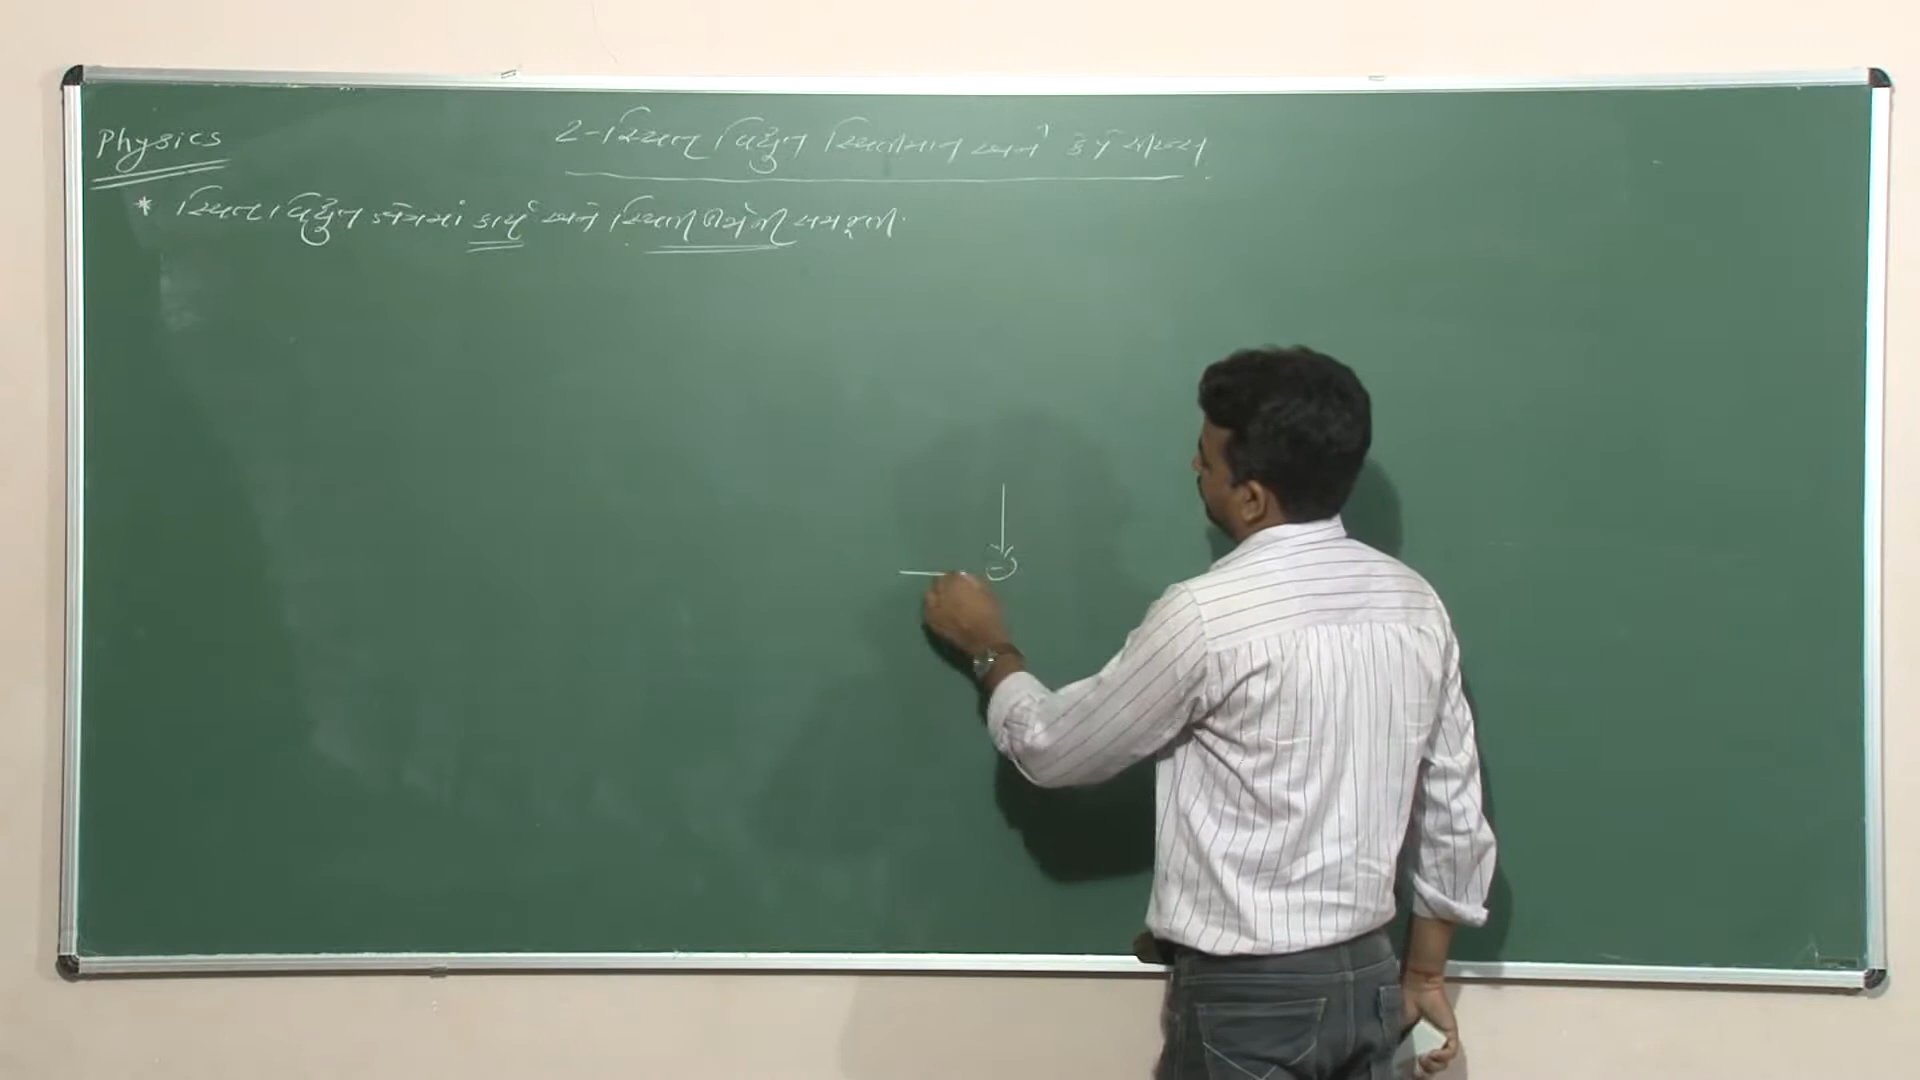 Physics
2-સ્થિત વિદ્યુત સ્થિતિમાન અને કેપેસીટન્સ
* સ્થિત વિદ્યુત ક્ષેત્રમાં કાર્ય અને સ્થિતિ ઊર્જાની સમજૂતી.
-